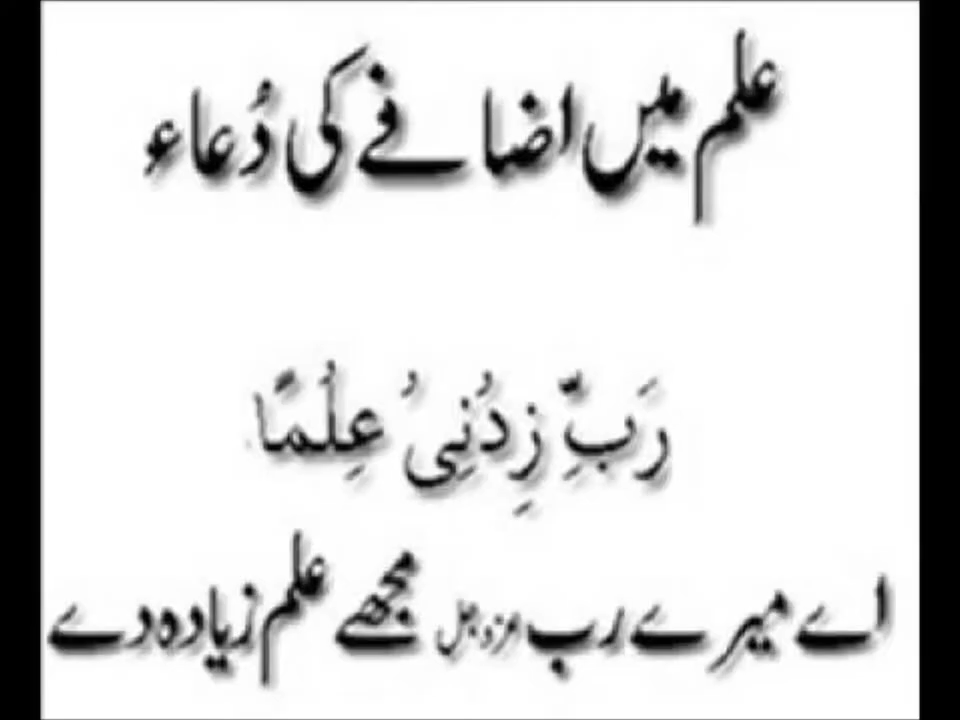 علم میں اضافے کی دُعاء
رَبِّ زِدْنِیْ عِلْمًا
اے میرے رب عزوجل مجھے علم زیادہ دے